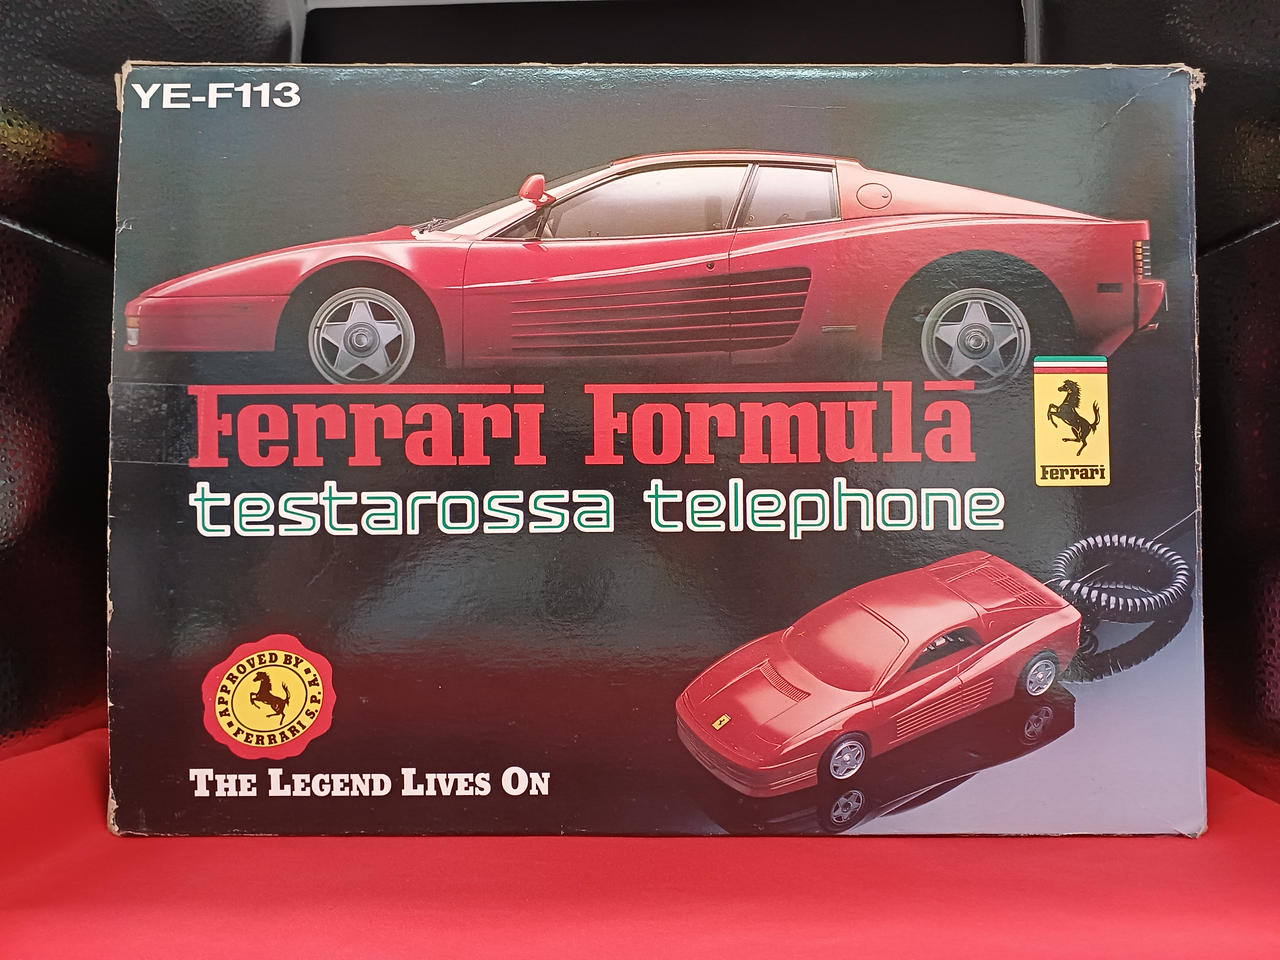 YE-F113
Ferrari Formula
Ferrari
testarossa telephone
APPROVED BY
FERRARI S.P.A.
THE LEGEND LIVES ON